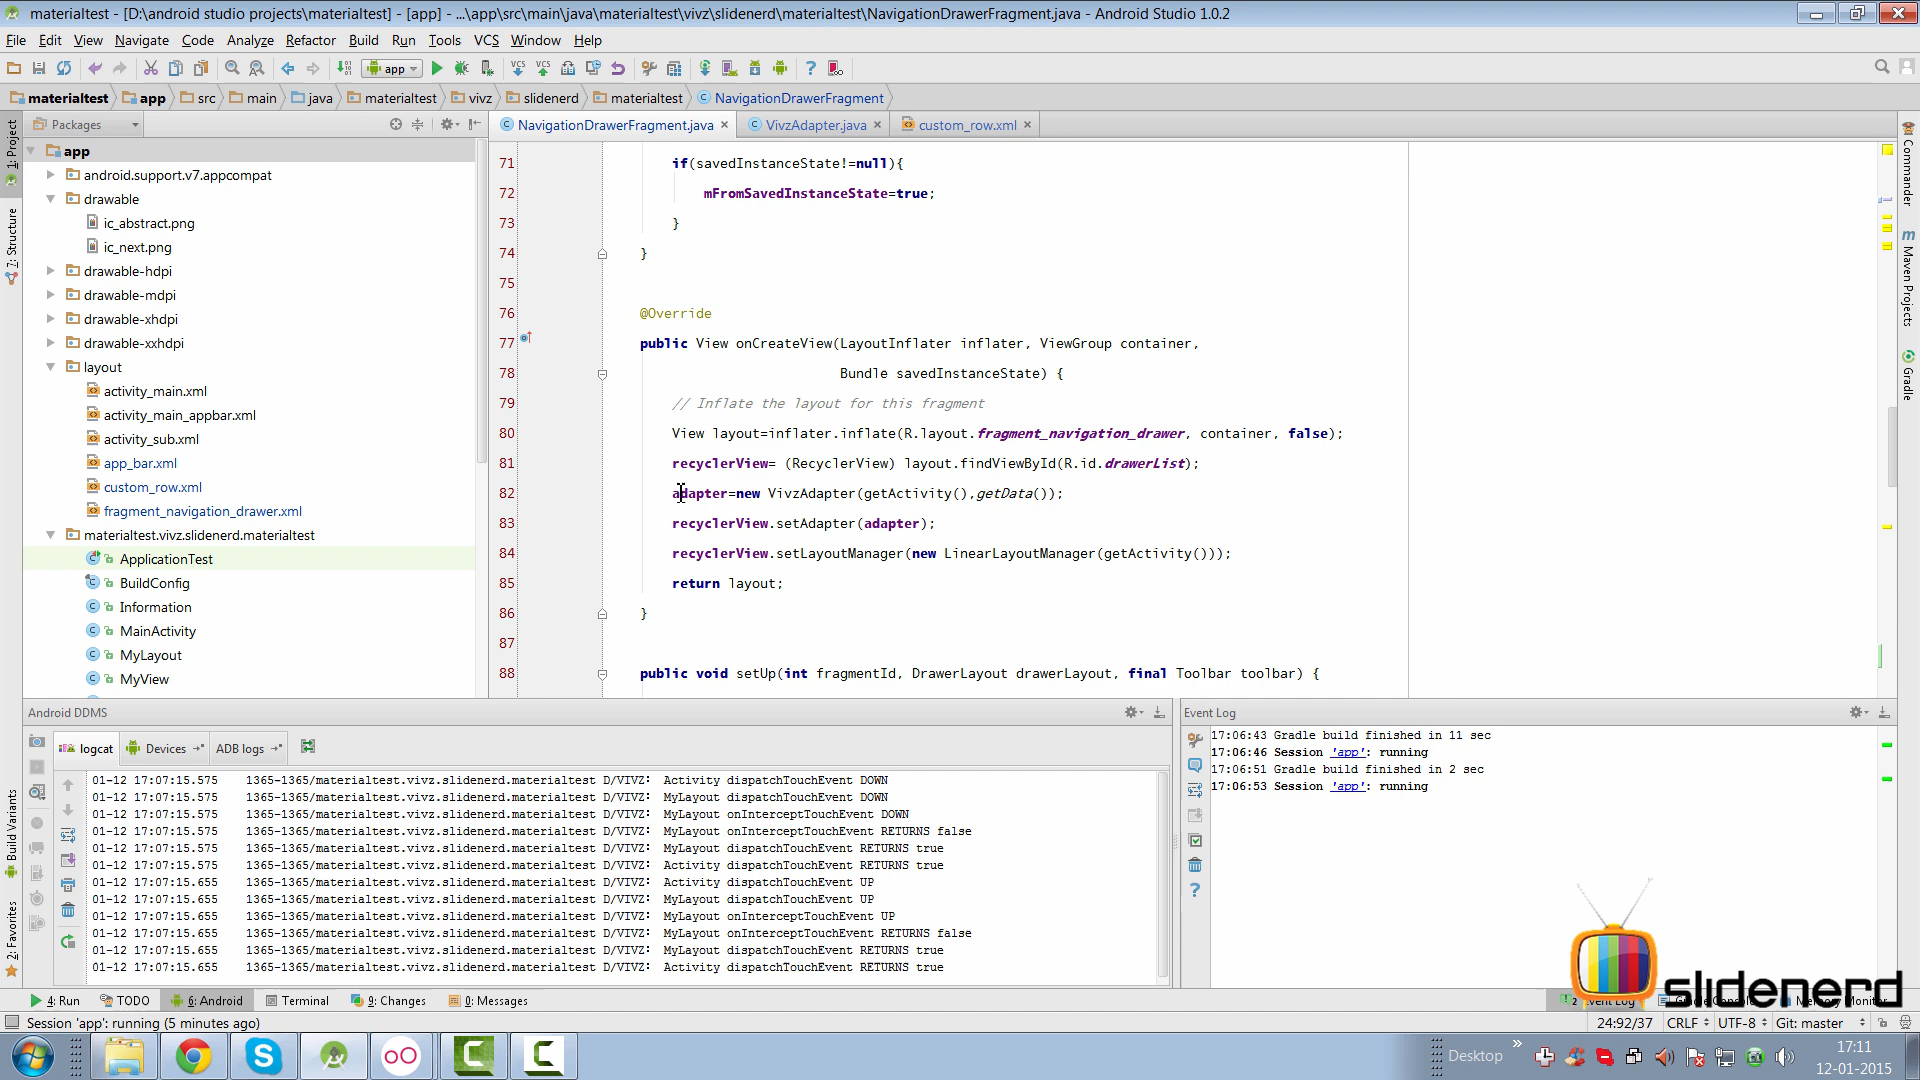 materialtest - [D:\android studio projects\materialtest] - [app] - ...\app\src\main\java\materialtest\vivz\slidenerd\materialtest\NavigationDrawerFragment.java - Android Studio 1.0.2
File Edit View Navigate Code Analyze Refactor Build Run Tools VCS Window Help
app
materialtest app src main java materialtest vivz slidenerd materialtest NavigationDrawerFragment
Packages
NavigationDrawerFragment.java VivzAdapter.java custom_row.xml
1: Project
7: Structure
Build Variants
2: Favorites
Commander
Maven Projects
Gradle
app
android.support.v7.appcompat
drawable
ic_abstract.png
ic_next.png
drawable-hdpi
drawable-mdpi
drawable-xhdpi
drawable-xxhdpi
layout
activity_main.xml
activity_main_appbar.xml
activity_sub.xml
app_bar.xml
custom_row.xml
fragment_navigation_drawer.xml
materialtest.vivz.slidenerd.materialtest
ApplicationTest
BuildConfig
Information
MainActivity
MyLayout
MyView
71 if(savedInstanceState!=null){
72 mFromSavedInstanceState=true;
73 }
74 }
75
76 @Override
77 public View onCreateView(LayoutInflater inflater, ViewGroup container,
78 Bundle savedInstanceState) {
79 // Inflate the layout for this fragment
80 View layout=inflater.inflate(R.layout.fragment_navigation_drawer, container, false);
81 recyclerView= (RecyclerView) layout.findViewById(R.id.drawerList);
82 adapter=new VivzAdapter(getActivity(),getData());
83 recyclerView.setAdapter(adapter);
84 recyclerView.setLayoutManager(new LinearLayoutManager(getActivity()));
85 return layout;
86 }
87
88 public void setUp(int fragmentId, DrawerLayout drawerLayout, final Toolbar toolbar) {
Android DDMS
logcat Devices ADB logs
01-12 17:07:15.575 1365-1365/materialtest.vivz.slidenerd.materialtest D/VIVZ: Activity dispatchTouchEvent DOWN
01-12 17:07:15.575 1365-1365/materialtest.vivz.slidenerd.materialtest D/VIVZ: MyLayout dispatchTouchEvent DOWN
01-12 17:07:15.575 1365-1365/materialtest.vivz.slidenerd.materialtest D/VIVZ: MyLayout onInterceptTouchEvent DOWN
01-12 17:07:15.575 1365-1365/materialtest.vivz.slidenerd.materialtest D/VIVZ: MyLayout onInterceptTouchEvent RETURNS false
01-12 17:07:15.575 1365-1365/materialtest.vivz.slidenerd.materialtest D/VIVZ: MyLayout dispatchTouchEvent RETURNS true
01-12 17:07:15.575 1365-1365/materialtest.vivz.slidenerd.materialtest D/VIVZ: Activity dispatchTouchEvent RETURNS true
01-12 17:07:15.655 1365-1365/materialtest.vivz.slidenerd.materialtest D/VIVZ: Activity dispatchTouchEvent UP
01-12 17:07:15.655 1365-1365/materialtest.vivz.slidenerd.materialtest D/VIVZ: MyLayout dispatchTouchEvent UP
01-12 17:07:15.655 1365-1365/materialtest.vivz.slidenerd.materialtest D/VIVZ: MyLayout onInterceptTouchEvent UP
01-12 17:07:15.655 1365-1365/materialtest.vivz.slidenerd.materialtest D/VIVZ: MyLayout onInterceptTouchEvent RETURNS false
01-12 17:07:15.655 1365-1365/materialtest.vivz.slidenerd.materialtest D/VIVZ: MyLayout dispatchTouchEvent RETURNS true
01-12 17:07:15.655 1365-1365/materialtest.vivz.slidenerd.materialtest D/VIVZ: Activity dispatchTouchEvent RETURNS true
Event Log
17:06:43 Gradle build finished in 11 sec
17:06:46 Session 'app': running
17:06:51 Gradle build finished in 2 sec
17:06:53 Session 'app': running
slidenerd
4: Run TODO 6: Android Terminal 9: Changes 0: Messages
Session 'app': running (5 minutes ago)
24:92/37 CRLF UTF-8 Git: master
Desktop
17:11
12-01-2015